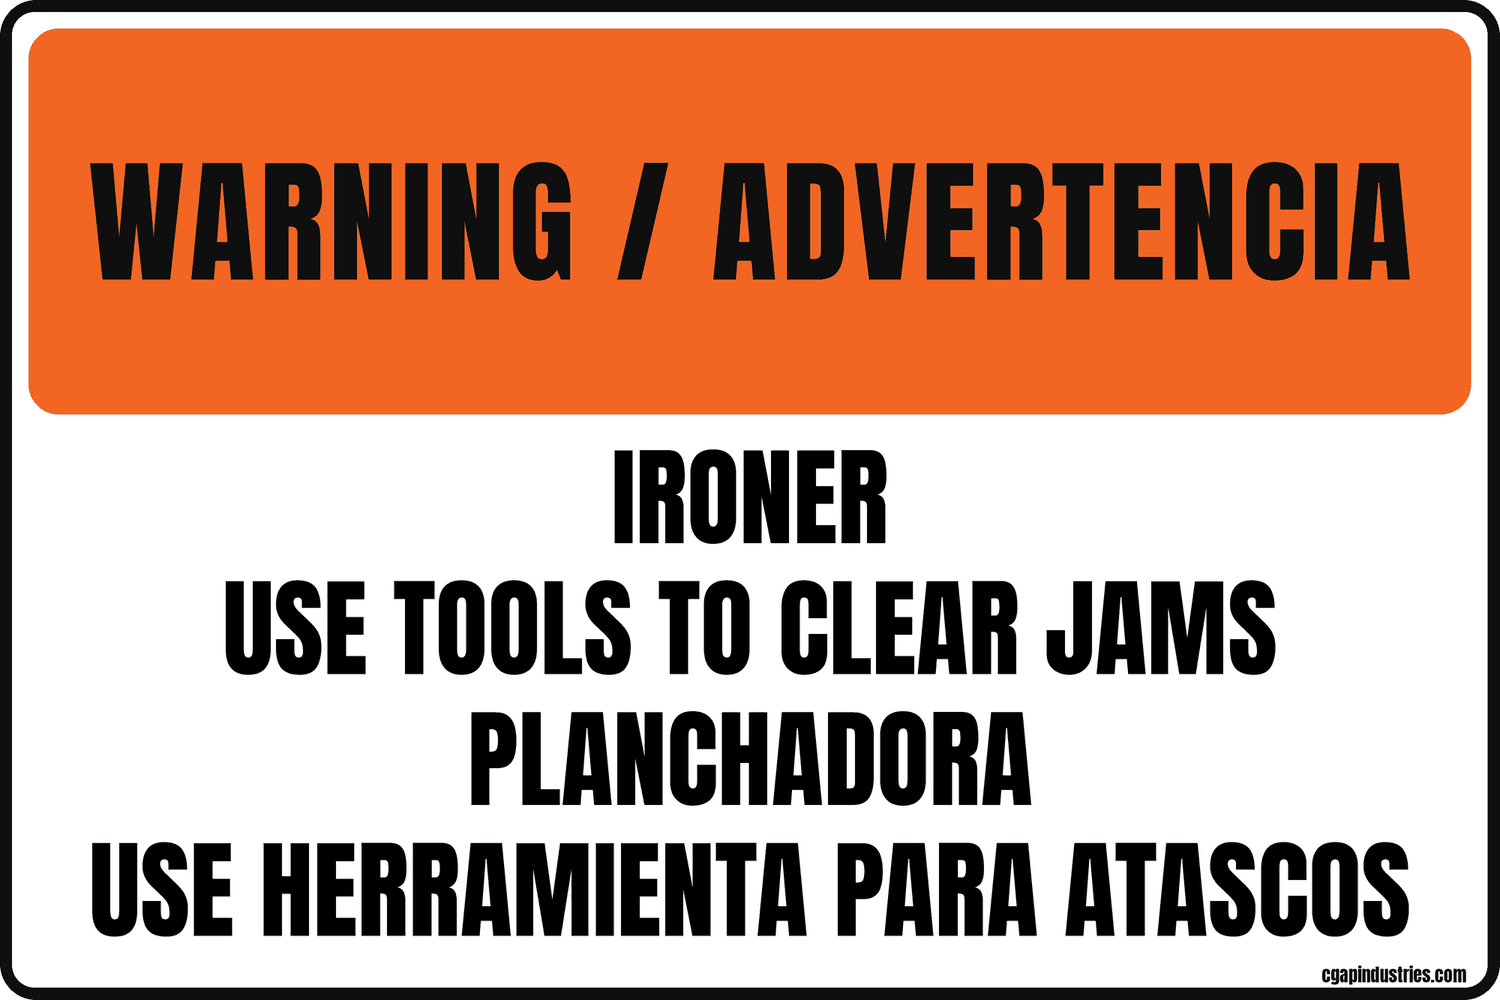 WARNING / ADVERTENCIA
IRONER
USE TOOLS TO CLEAR JAMS
PLANCHADORA
USE HERRAMIENTA PARA ATASCOS
cgapindustries.com